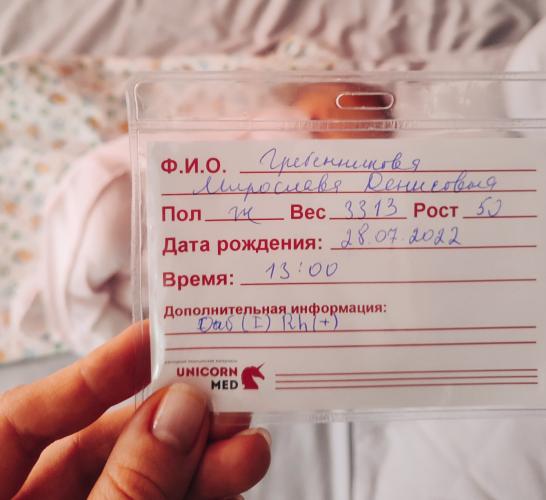 Ф.И.О. Гребенникова
Мирослава Денисовна
Пол ж Вес 3313 Рост 50
Дата рождения: 28.07.2022
Время: 13:00
Дополнительная информация:
0αβ (I) Rh(+)
UNICORN
MED